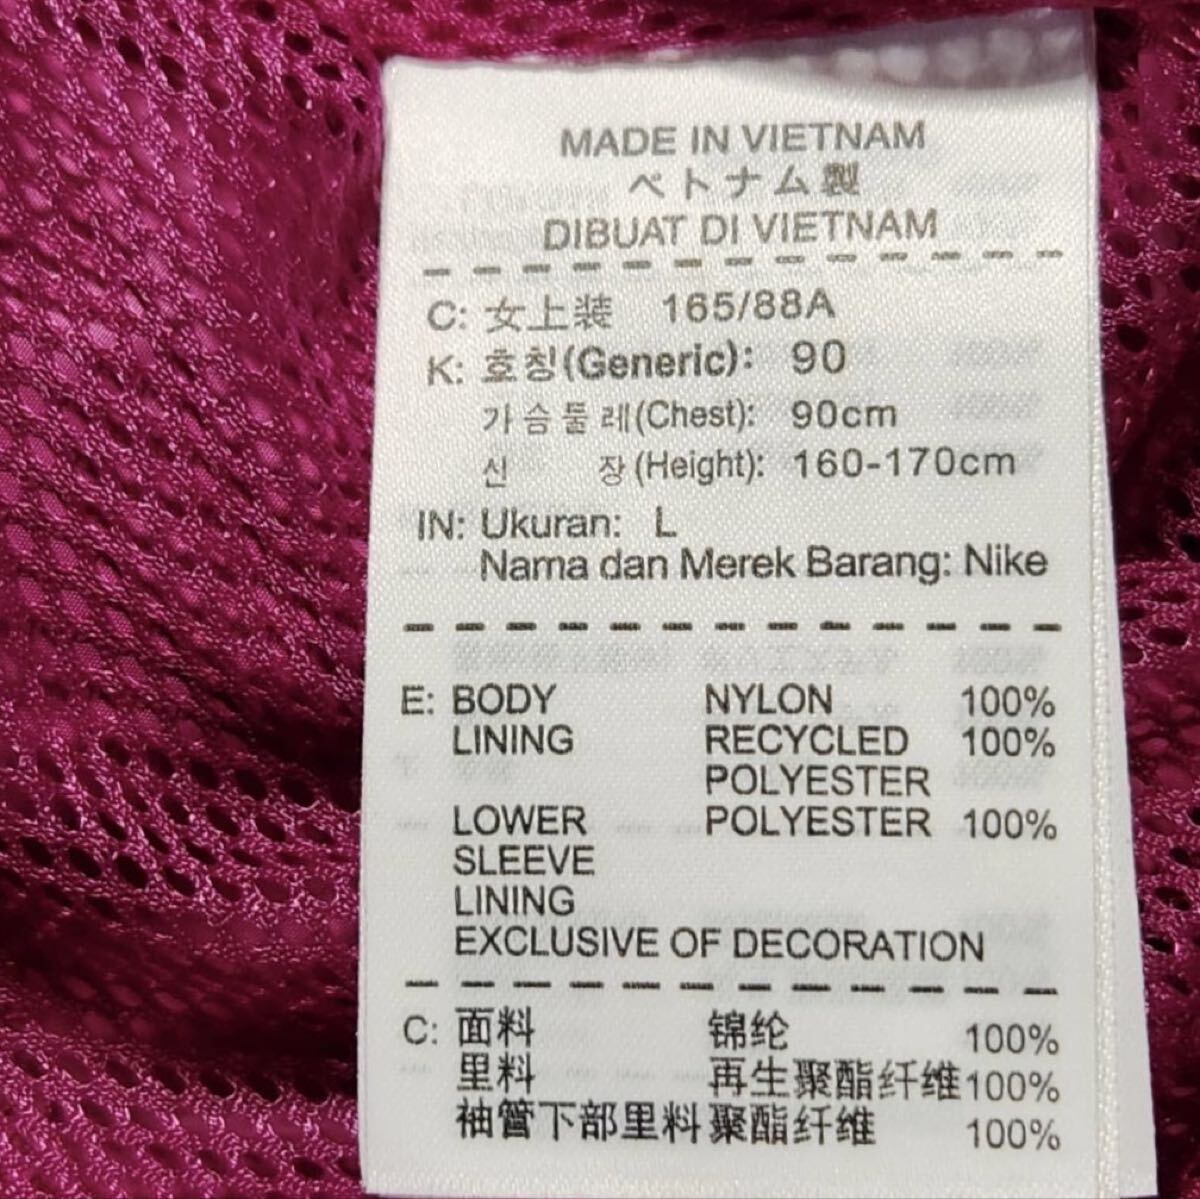 MADE IN VIETNAM
ベトナム製
DIBUAT DI VIETNAM
C: 女上装 165/88A
K: 호칭(Generic): 90
가슴둘레(Chest): 90cm
신 장(Height): 160-170cm
IN: Ukuran: L
Nama dan Merek Barang: Nike
E: BODY NYLON 100%
LINING RECYCLED 100%
POLYESTER
LOWER POLYESTER 100%
SLEEVE
LINING
EXCLUSIVE OF DECORATION
C: 面料 锦纶 100%
里料 再生聚酯纤维100%
袖管下部里料聚酯纤维 100%